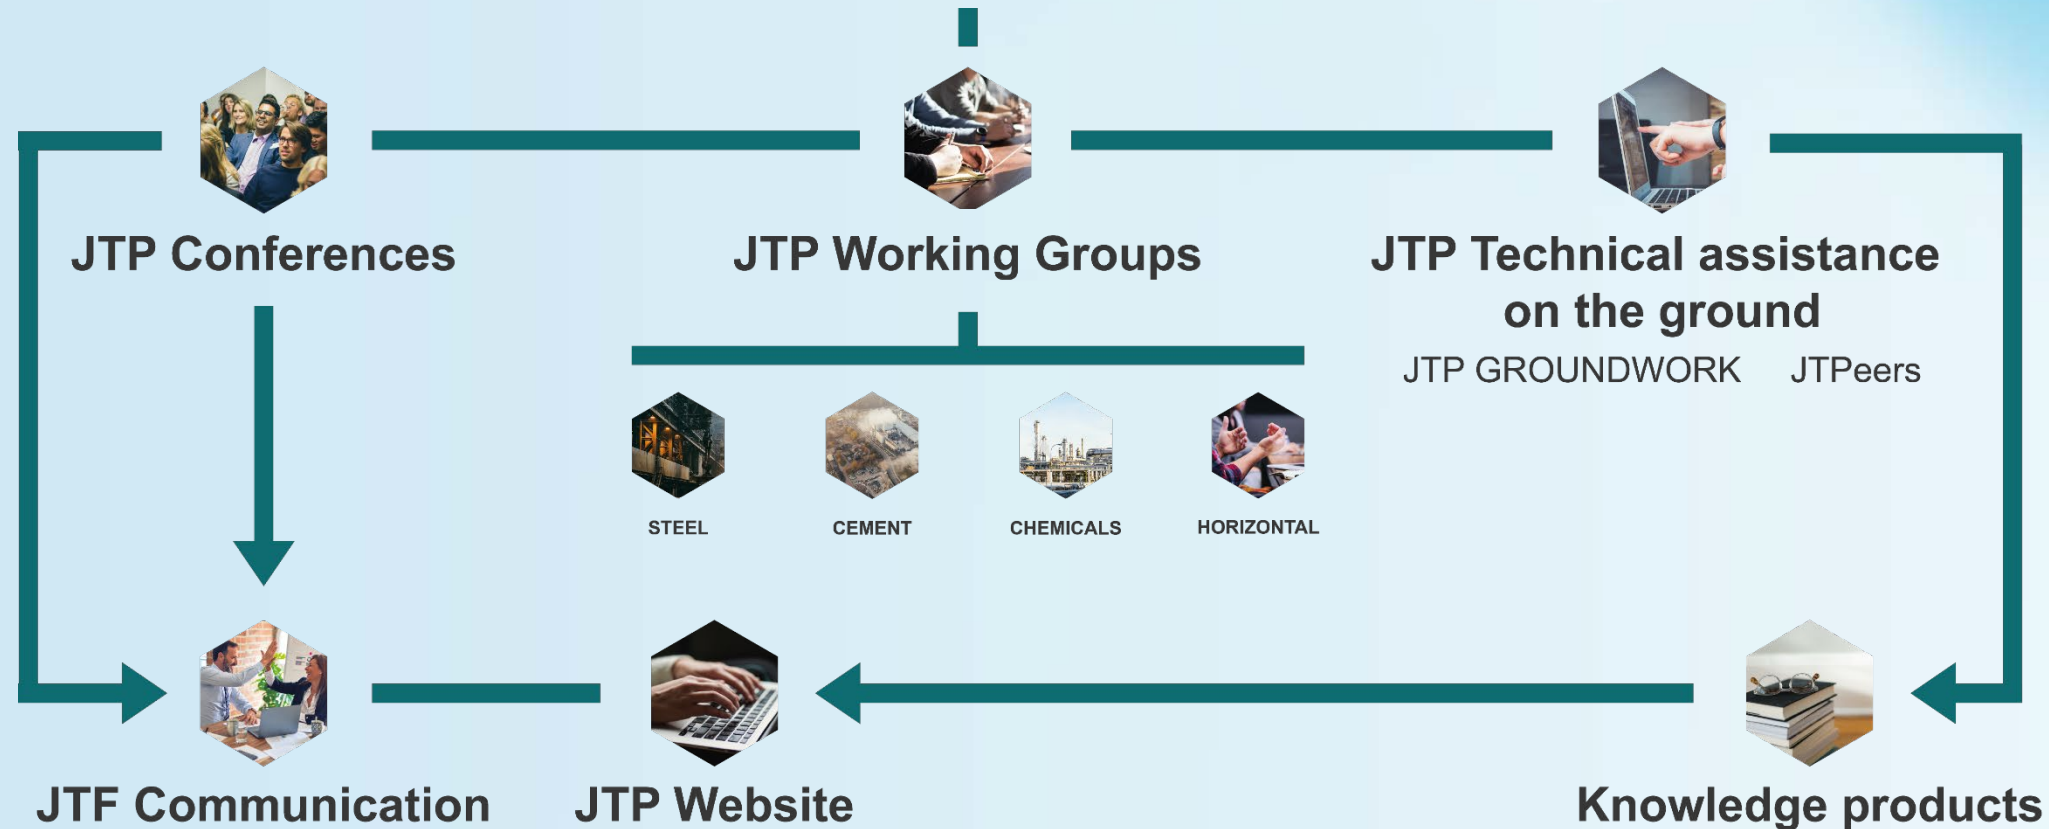 JTP Conferences
JTP Working Groups
JTP Technical assistance
on the ground
JTP GROUNDWORK JTPeers
STEEL
CEMENT
CHEMICALS
HORIZONTAL
JTF Communication
JTP Website
Knowledge products